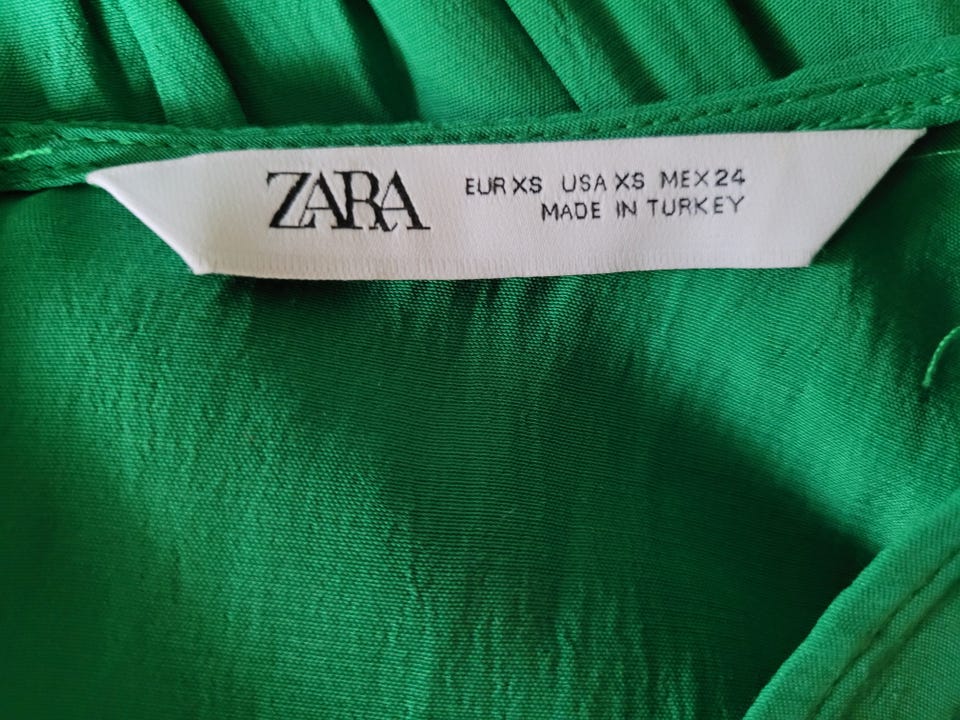 ZARA
EUR XS USA XS MEX 24
MADE IN TURKEY